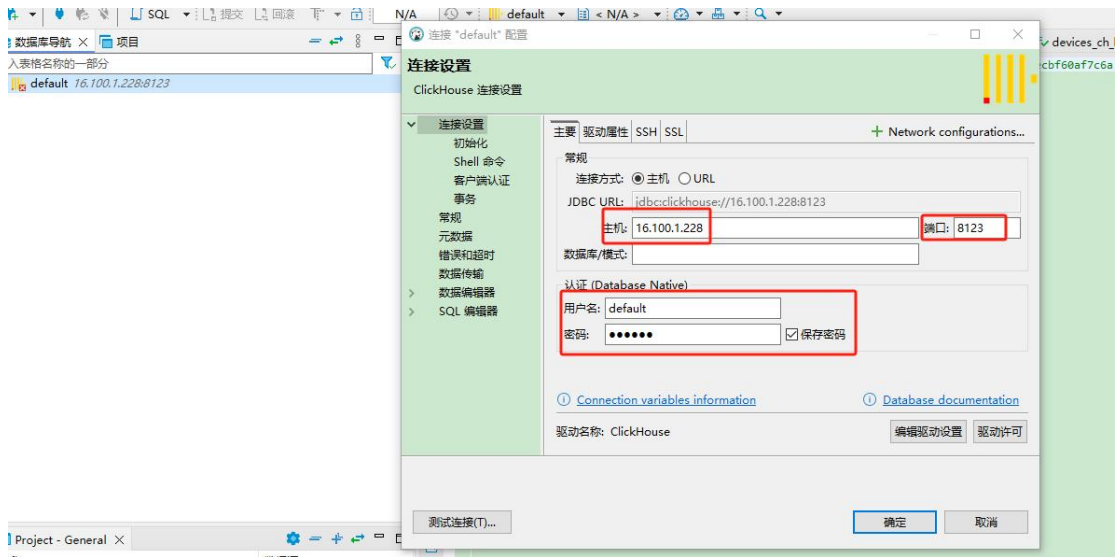 SQL 提交 回滚 N/A default < N/A >
数据库导航 项目
连接 "default" 配置
devices_ch_
入表格名称的一部分
连接设置
cbf60af7c6a
default 16.100.1.228:8123
ClickHouse 连接设置
连接设置
初始化
Shell 命令
客户端认证
事务
常规
元数据
错误和超时
数据传输
数据编辑器
SQL 编辑器
主要 驱动属性 SSH SSL Network configurations...
常规
连接方式: 主机 URL
JDBC URL: jdbc:clickhouse://16.100.1.228:8123
主机: 16.100.1.228 端口: 8123
数据库/模式:
认证 (Database Native)
用户名: default
密码: ●●●●●● 保存密码
Connection variables information Database documentation
驱动名称: ClickHouse 编辑驱动设置 驱动许可
测试连接(T)... 确定 取消
Project - General